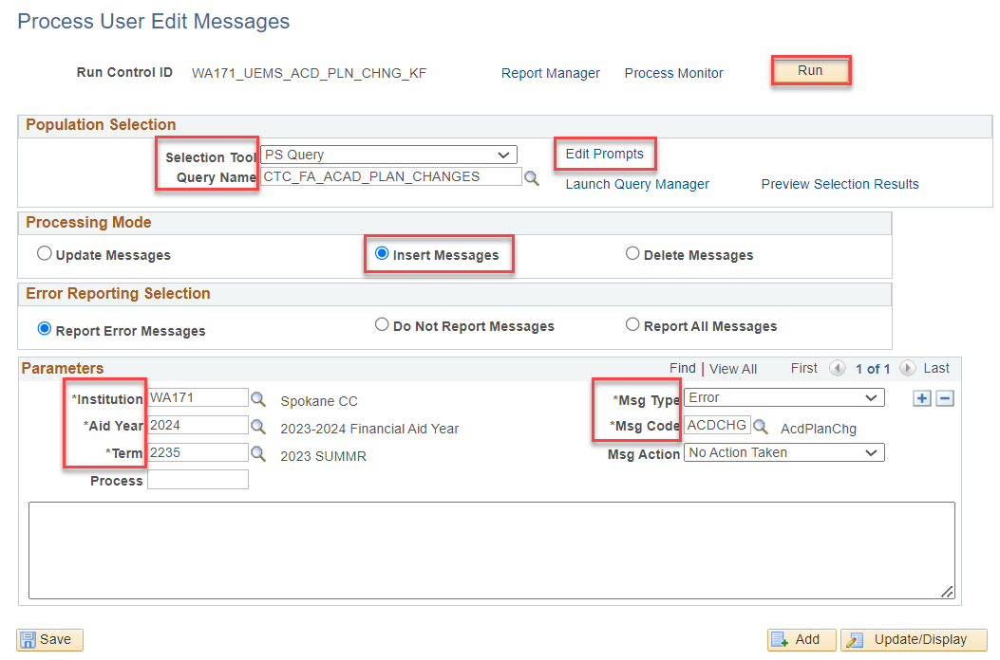 Process User Edit Messages
Run Control ID WA171_UEMS_ACD_PLN_CHNG_KF Report Manager Process Monitor Run
Population Selection
Selection Tool PS Query Edit Prompts
Query Name CTC_FA_ACAD_PLAN_CHANGES
Launch Query Manager Preview Selection Results
Processing Mode
Update Messages Insert Messages Delete Messages
Error Reporting Selection
Report Error Messages Do Not Report Messages Report All Messages
Parameters Find | View All First 1 of 1 Last
*Institution WA171 Spokane CC *Msg Type Error
*Aid Year 2024 2023-2024 Financial Aid Year *Msg Code ACDCHG AcdPlanChg
*Term 2235 2023 SUMMR Msg Action No Action Taken
Process
Save Add Update/Display